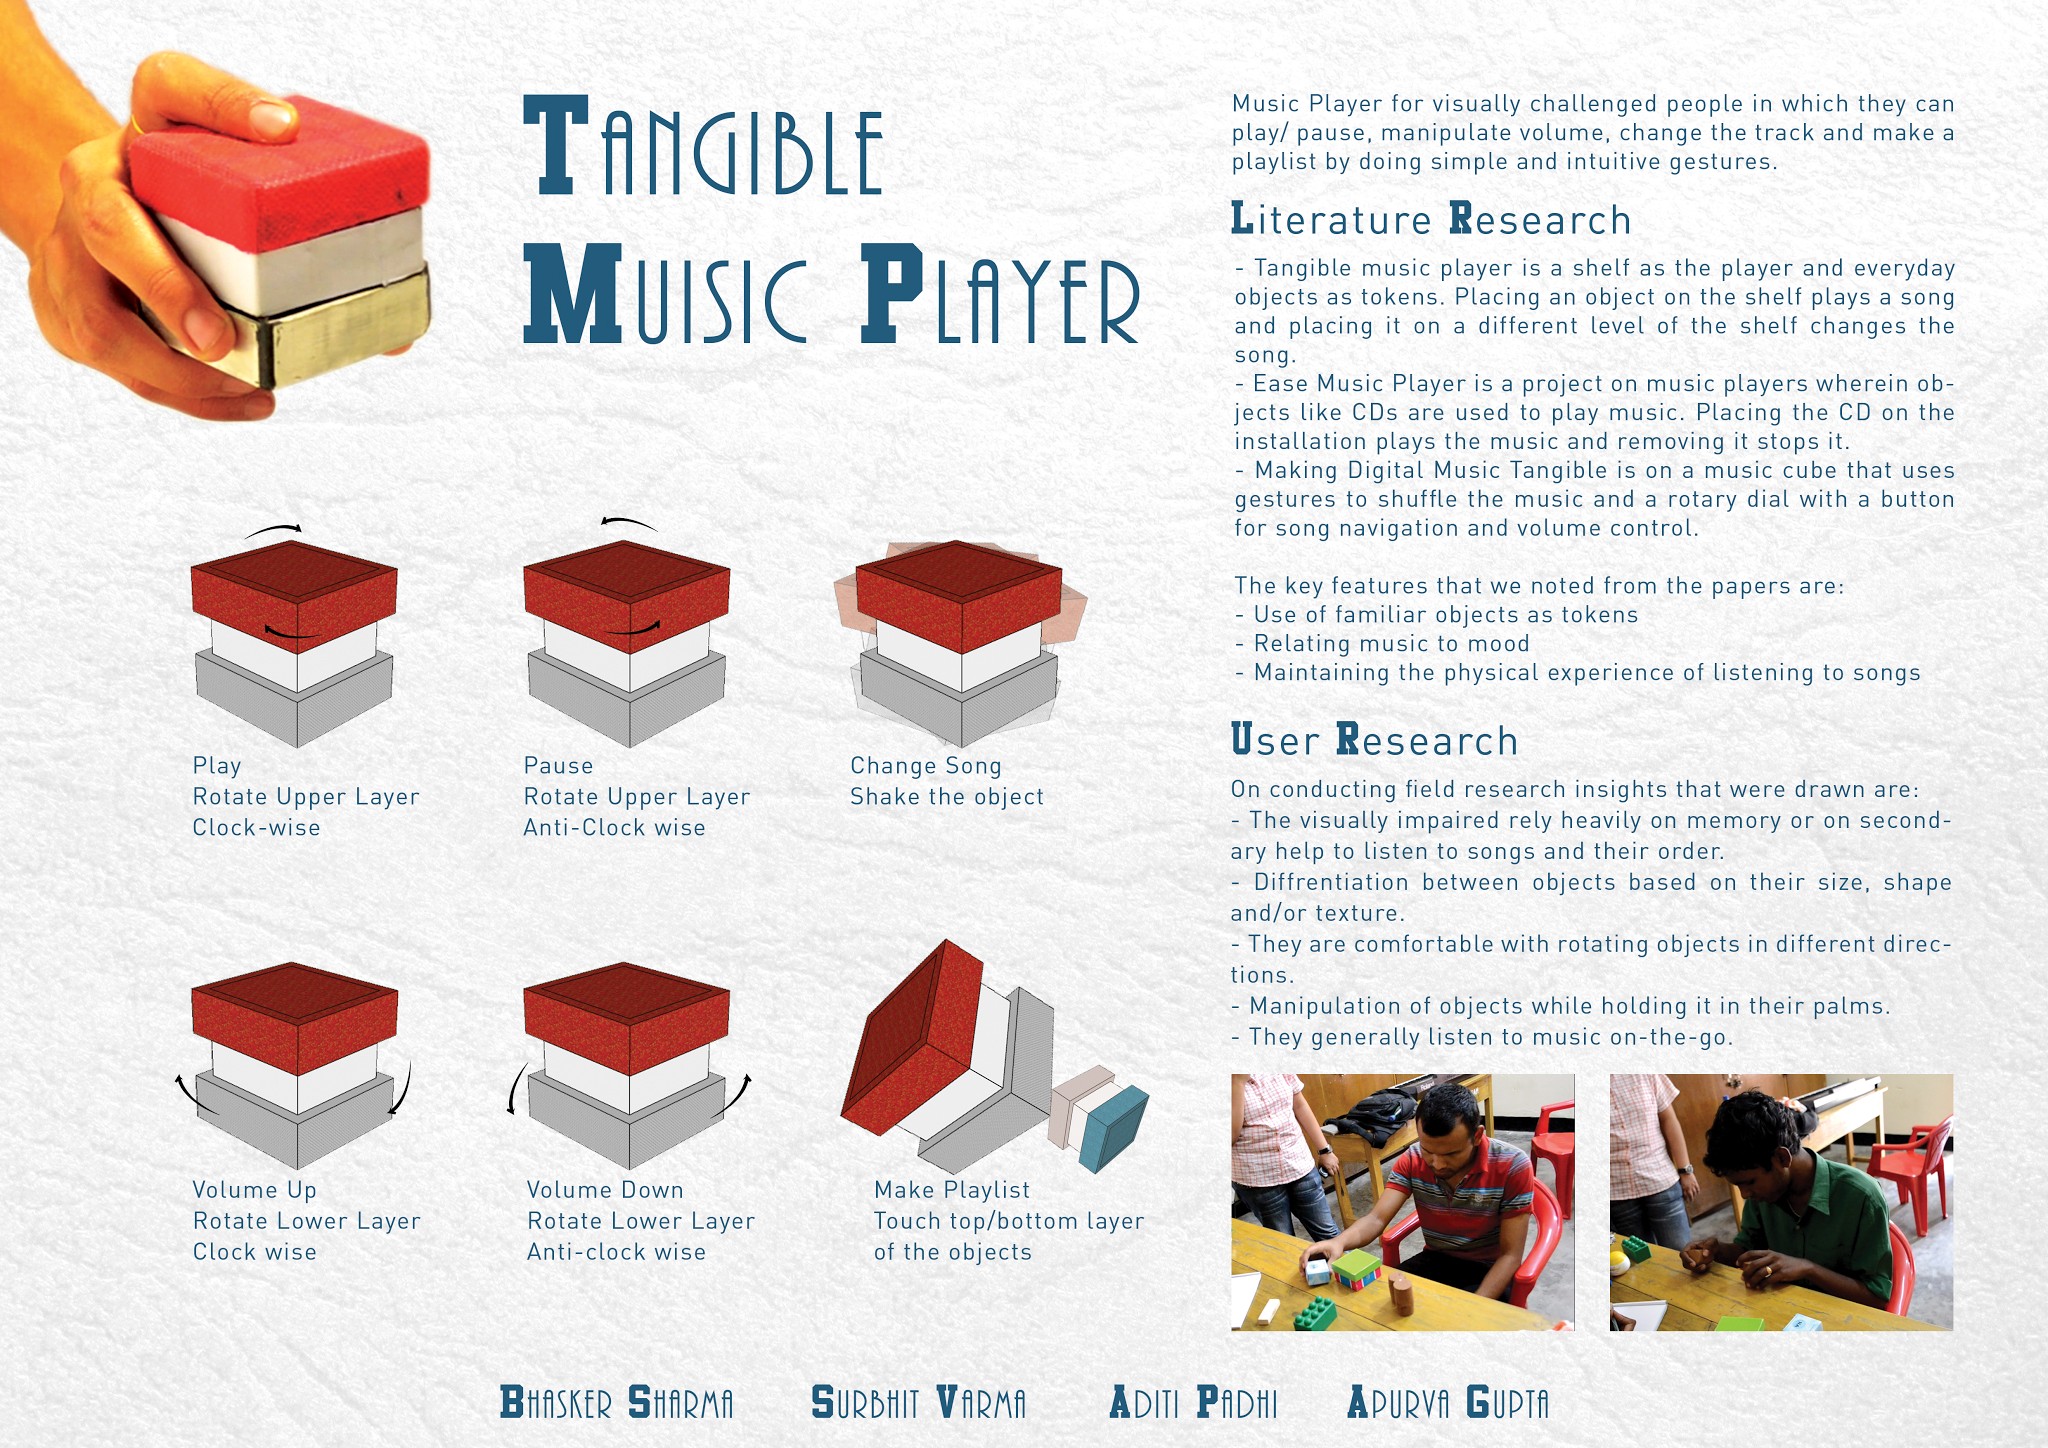 TANGIBLE
MUISIC PLAYER
Music Player for visually challenged people in which they can
play/ pause, manipulate volume, change the track and make a
playlist by doing simple and intuitive gestures.
Literature Research
- Tangible music player is a shelf as the player and everyday
objects as tokens. Placing an object on the shelf plays a song
and placing it on a different level of the shelf changes the
song.
- Ease Music Player is a project on music players wherein ob-
jects like CDs are used to play music. Placing the CD on the
installation plays the music and removing it stops it.
- Making Digital Music Tangible is on a music cube that uses
gestures to shuffle the music and a rotary dial with a button
for song navigation and volume control.
The key features that we noted from the papers are:
- Use of familiar objects as tokens
- Relating music to mood
- Maintaining the physical experience of listening to songs
User Research
On conducting field research insights that were drawn are:
- The visually impaired rely heavily on memory or on second-
ary help to listen to songs and their order.
- Diffrentiation between objects based on their size, shape
and/or texture.
- They are comfortable with rotating objects in different direc-
tions.
- Manipulation of objects while holding it in their palms.
- They generally listen to music on-the-go.
Play
Rotate Upper Layer
Clock-wise
Pause
Rotate Upper Layer
Anti-Clock wise
Change Song
Shake the object
Volume Up
Rotate Lower Layer
Clock wise
Volume Down
Rotate Lower Layer
Anti-clock wise
Make Playlist
Touch top/bottom layer
of the objects
BHASKER SHARMA
SURBHIT VARMA
ADITI PADHI
APURVA GUPTA